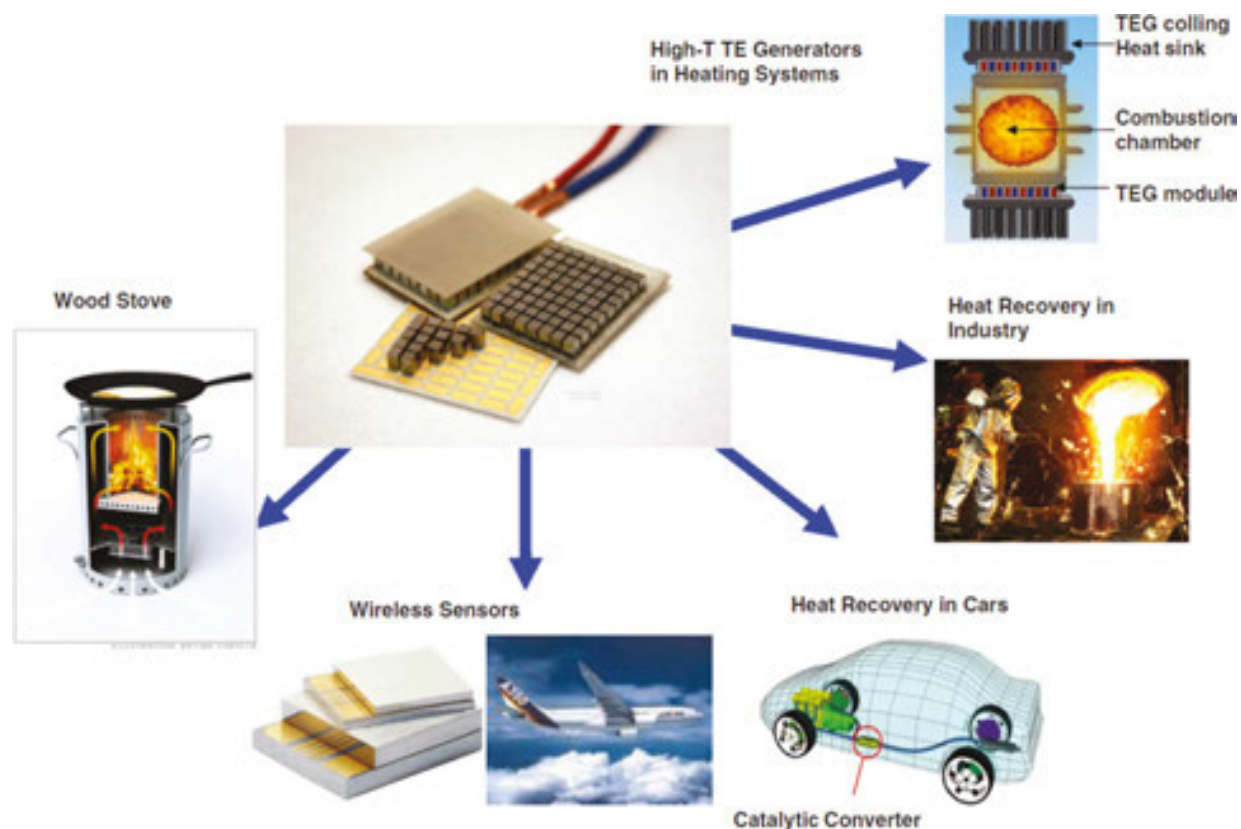 High-T TE Generators
in Heating Systems
TEG colling
Heat sink
Combustion
chamber
TEG module
Wood Stove
Heat Recovery in
Industry
Wireless Sensors
Heat Recovery in Cars
Catalytic Converter